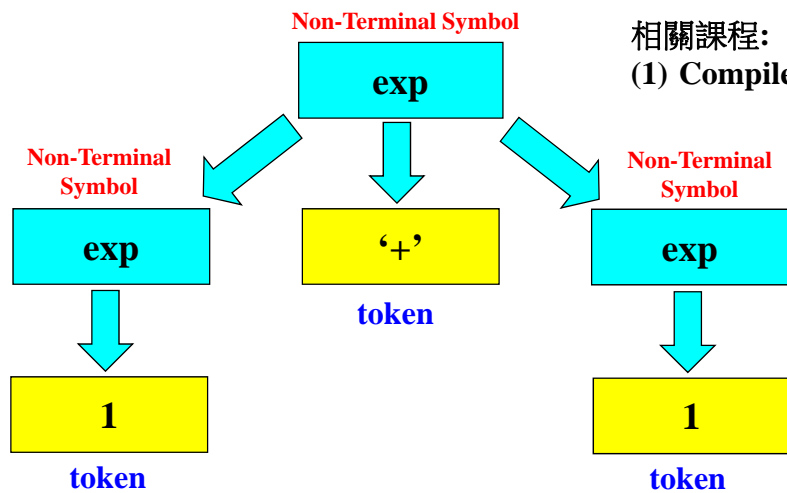 Non-Terminal Symbol
相關課程:
(1) Compile
exp
Non-Terminal
Symbol
Non-Terminal
Symbol
exp
‘+’
exp
token
1
1
token
token